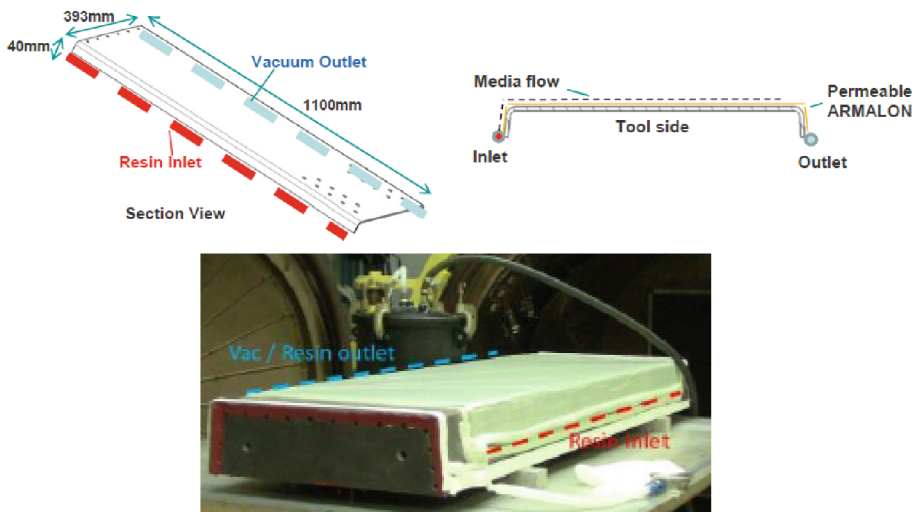 393mm
40mm
Vacuum Outlet
1100mm
Resin Inlet
Section View
Media flow
Permeable
ARMALON
Tool side
Inlet
Outlet
Vac / Resin outlet
Resin Inlet